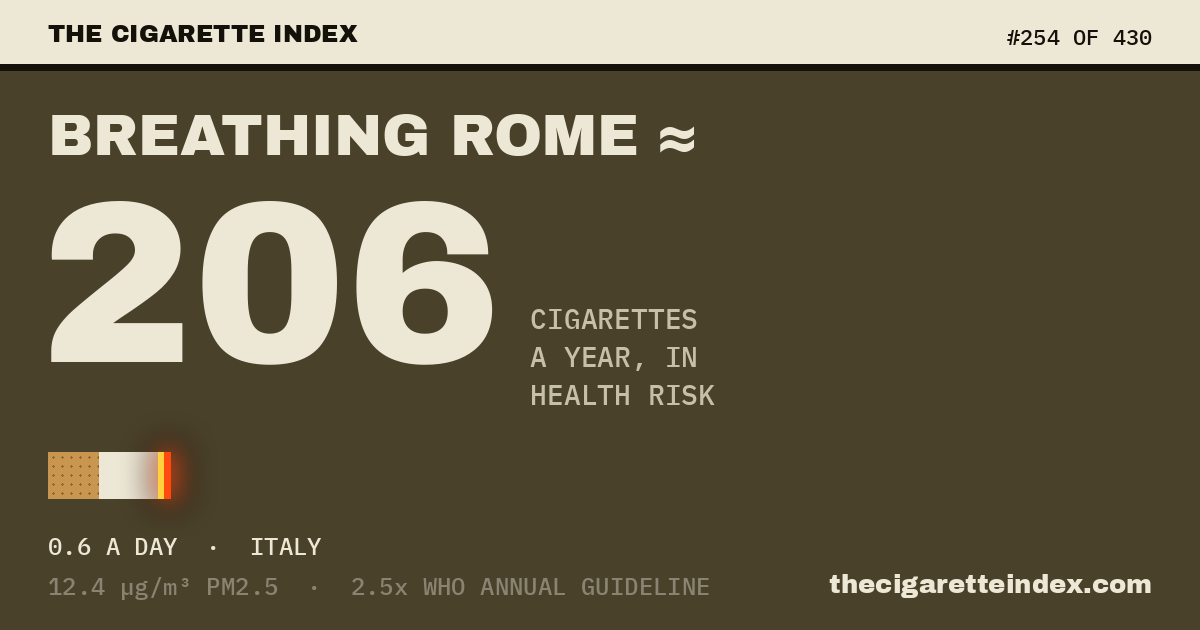 THE CIGARETTE INDEX
#254 OF 430
BREATHING ROME ≈
206
CIGARETTES
A YEAR, IN
HEALTH RISK
0.6 A DAY · ITALY
12.4 µg/m³ PM2.5 · 2.5x WHO ANNUAL GUIDELINE
thecigaretteindex.com